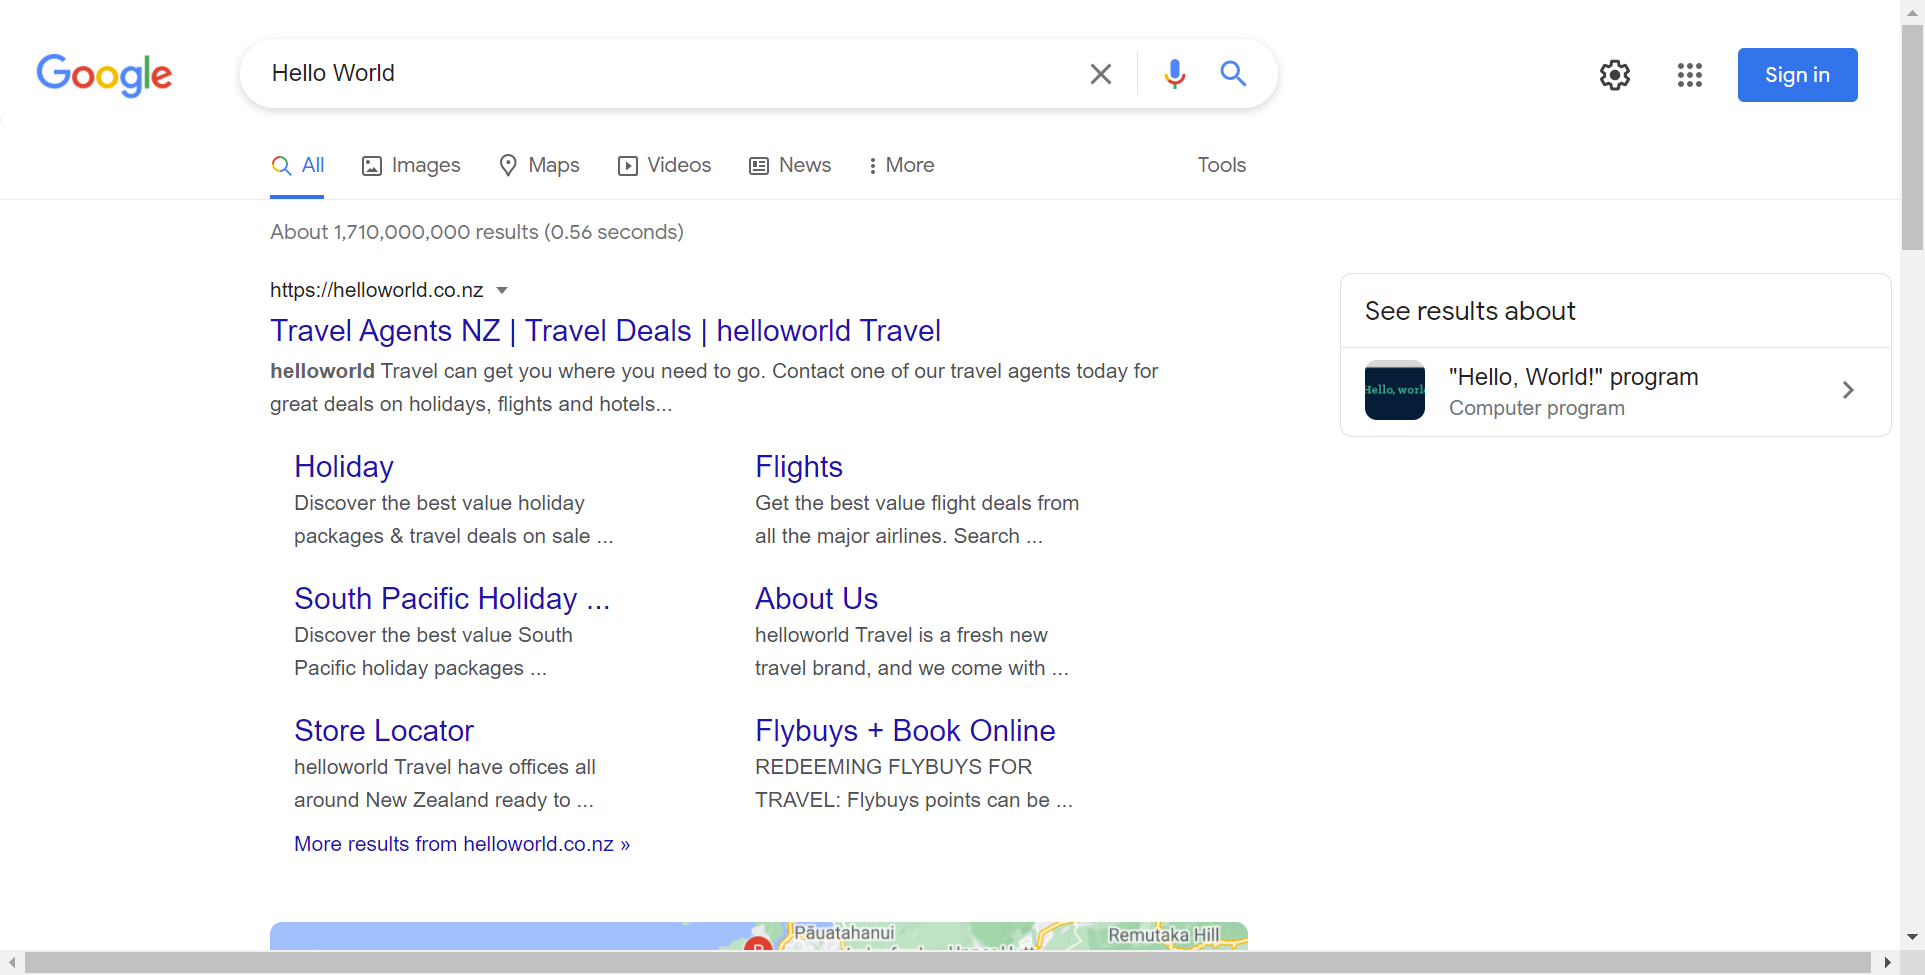 Google
Hello World
Sign in
All
Images
Maps
Videos
News
More
Tools
About 1,710,000,000 results (0.56 seconds)
https://helloworld.co.nz
Travel Agents NZ | Travel Deals | helloworld Travel
helloworld Travel can get you where you need to go. Contact one of our travel agents today for
great deals on holidays, flights and hotels...
Holiday
Discover the best value holiday
packages & travel deals on sale ...
Flights
Get the best value flight deals from
all the major airlines. Search ...
South Pacific Holiday ...
Discover the best value South
Pacific holiday packages ...
About Us
helloworld Travel is a fresh new
travel brand, and we come with ...
Store Locator
helloworld Travel have offices all
around New Zealand ready to ...
Flybuys + Book Online
REDEEMING FLYBUYS FOR
TRAVEL: Flybuys points can be ...
More results from helloworld.co.nz »
Pāuatahanui
Remutaka Hill
See results about
Hello, worl
"Hello, World!" program
Computer program